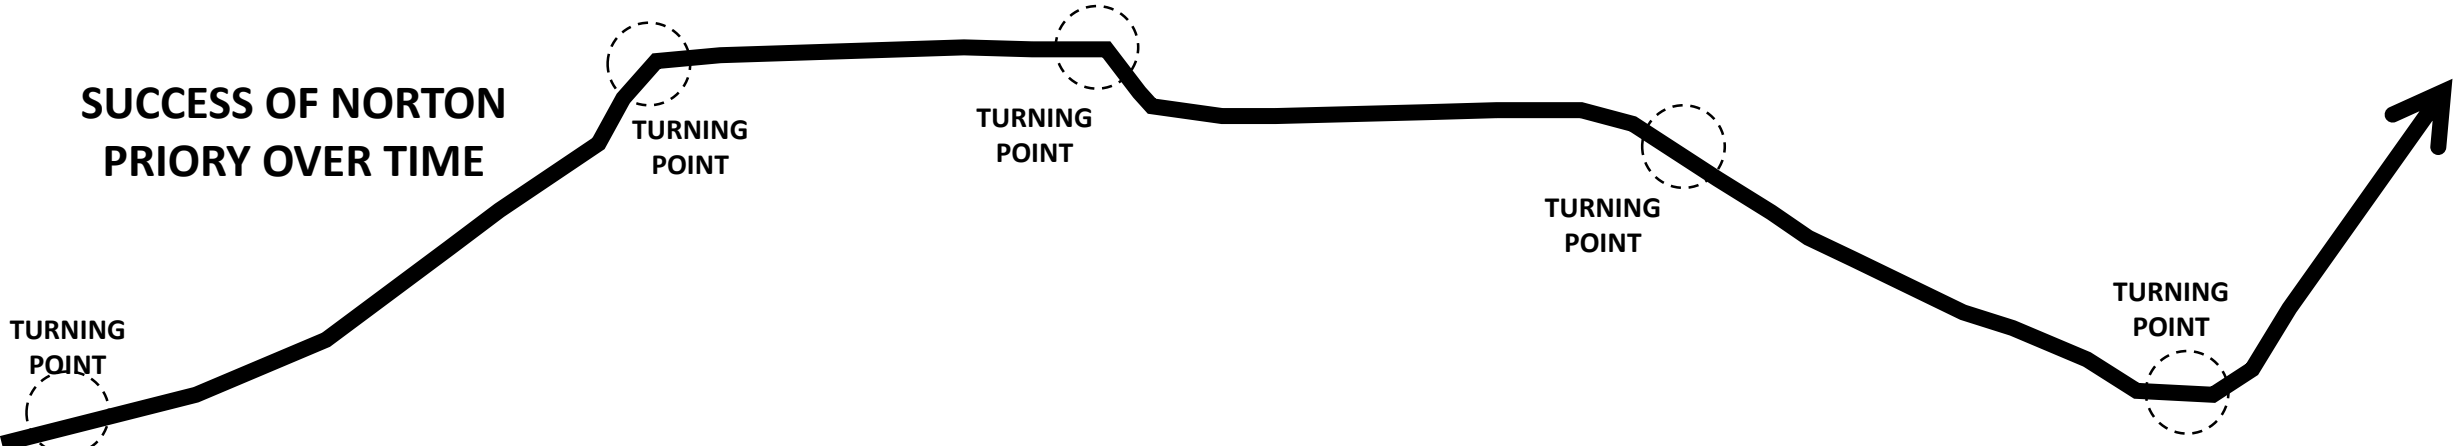 SUCCESS OF NORTON
PRIORY OVER TIME
TURNING
POINT
TURNING
POINT
TURNING
POINT
TURNING
POINT
TURNING
POINT